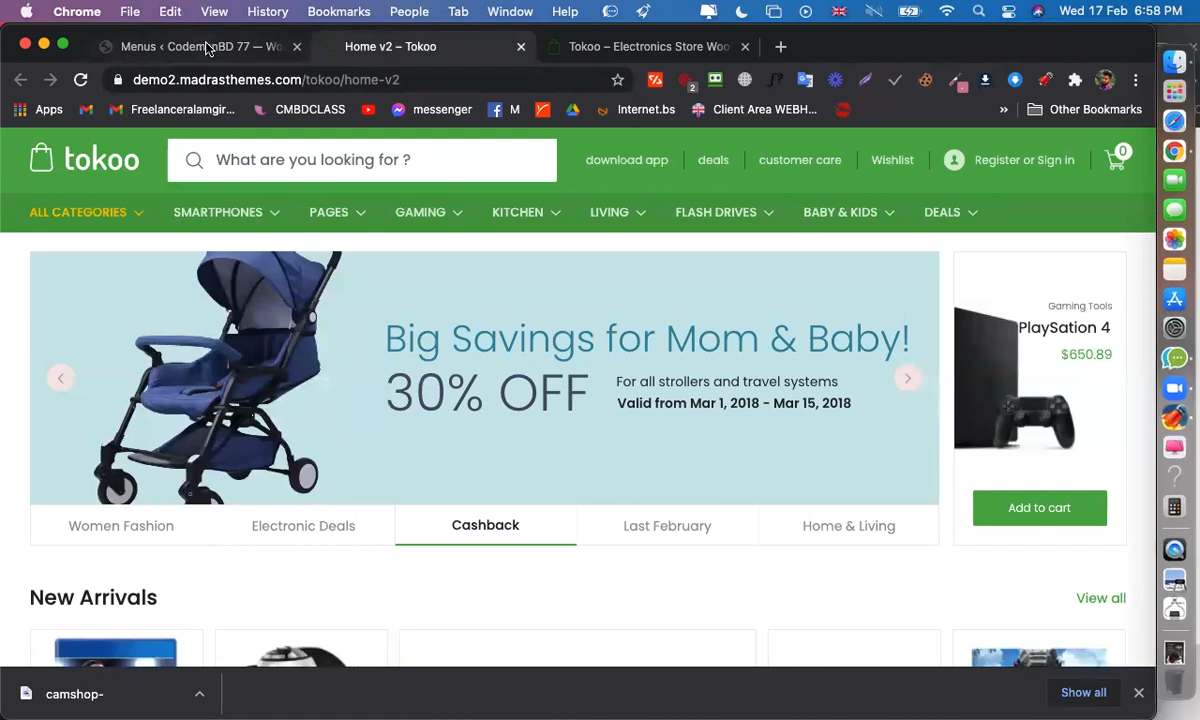 Chrome File Edit View History Bookmarks People Tab Window Help Wed 17 Feb 6:58 PM
Menus ‹ Codem BD 77 — Wo
Home v2 – Tokoo
Tokoo – Electronics Store Woo
demo2.madrasthemes.com/tokoo/home-v2
2
Apps Freelanceralamgir... CMBDCLASS messenger M Internet.bs Client Area WEBH... » Other Bookmarks
tokoo
What are you looking for ?
download app deals customer care Wishlist Register or Sign in 0
ALL CATEGORIES SMARTPHONES PAGES GAMING KITCHEN LIVING FLASH DRIVES BABY & KIDS DEALS
Big Savings for Mom & Baby!
30% OFF
For all strollers and travel systems
Valid from Mar 1, 2018 - Mar 15, 2018
Gaming Tools
PlaySation 4
$650.89
Add to cart
Women Fashion Electronic Deals Cashback Last February Home & Living
New Arrivals
View all
camshop-
Show all